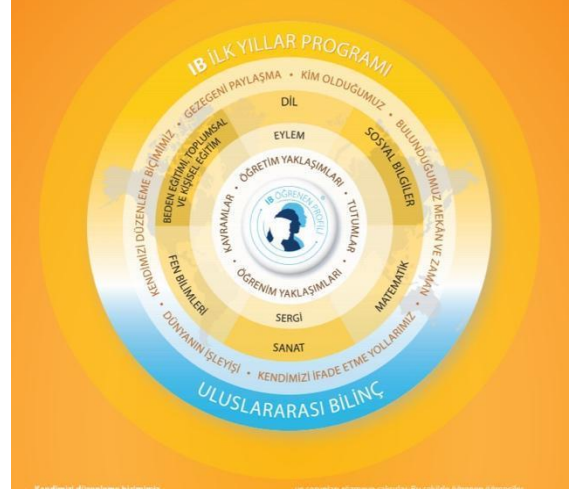 IB İLK YILLAR PROGRAMI
KİM OLDUĞUMUZ • BULUNDUĞUMUZ MEKÂN VE ZAMAN • KENDİMİZİ İFADE ETME YOLLARIMIZ • DÜNYANIN İŞLEYİŞİ • KENDİMİZİ DÜZENLEME BİÇİMİMİZ • GEZEGENİ PAYLAŞMA •
DİL
SOSYAL BİLGİLER
MATEMATİK
SANAT
FEN BİLİMLERİ
BEDEN EĞİTİMİ, TOPLUMSAL
VE KİŞİSEL EĞİTİM
EYLEM
SERGİ
ÖĞRETİM YAKLAŞIMLARI • TUTUMLAR • ÖĞRENİM YAKLAŞIMLARI • KAVRAMLAR •
IB ÖĞRENEN PROFİLİ
ULUSLARARASI BİLİNÇ
Kendimizi düzenleme biçimimiz